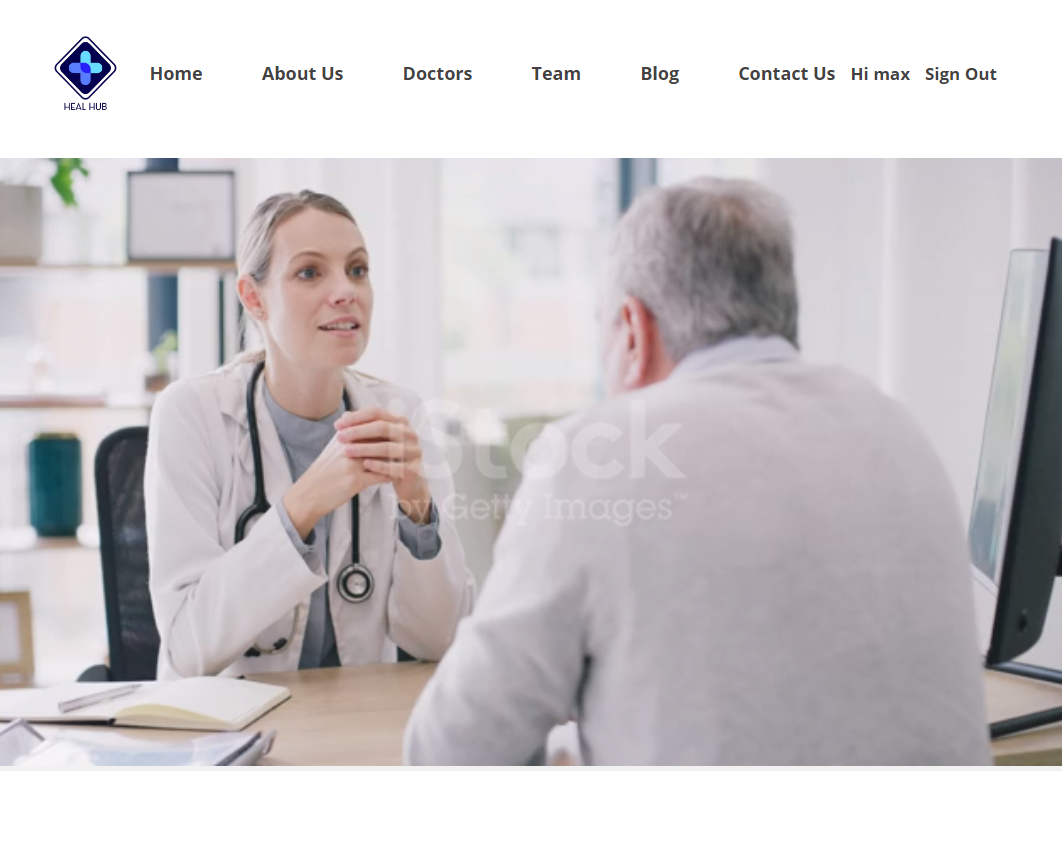 Home About Us Doctors Team Blog Contact Us Hi max Sign Out
HEAL HUB
iStock
by Getty Images™